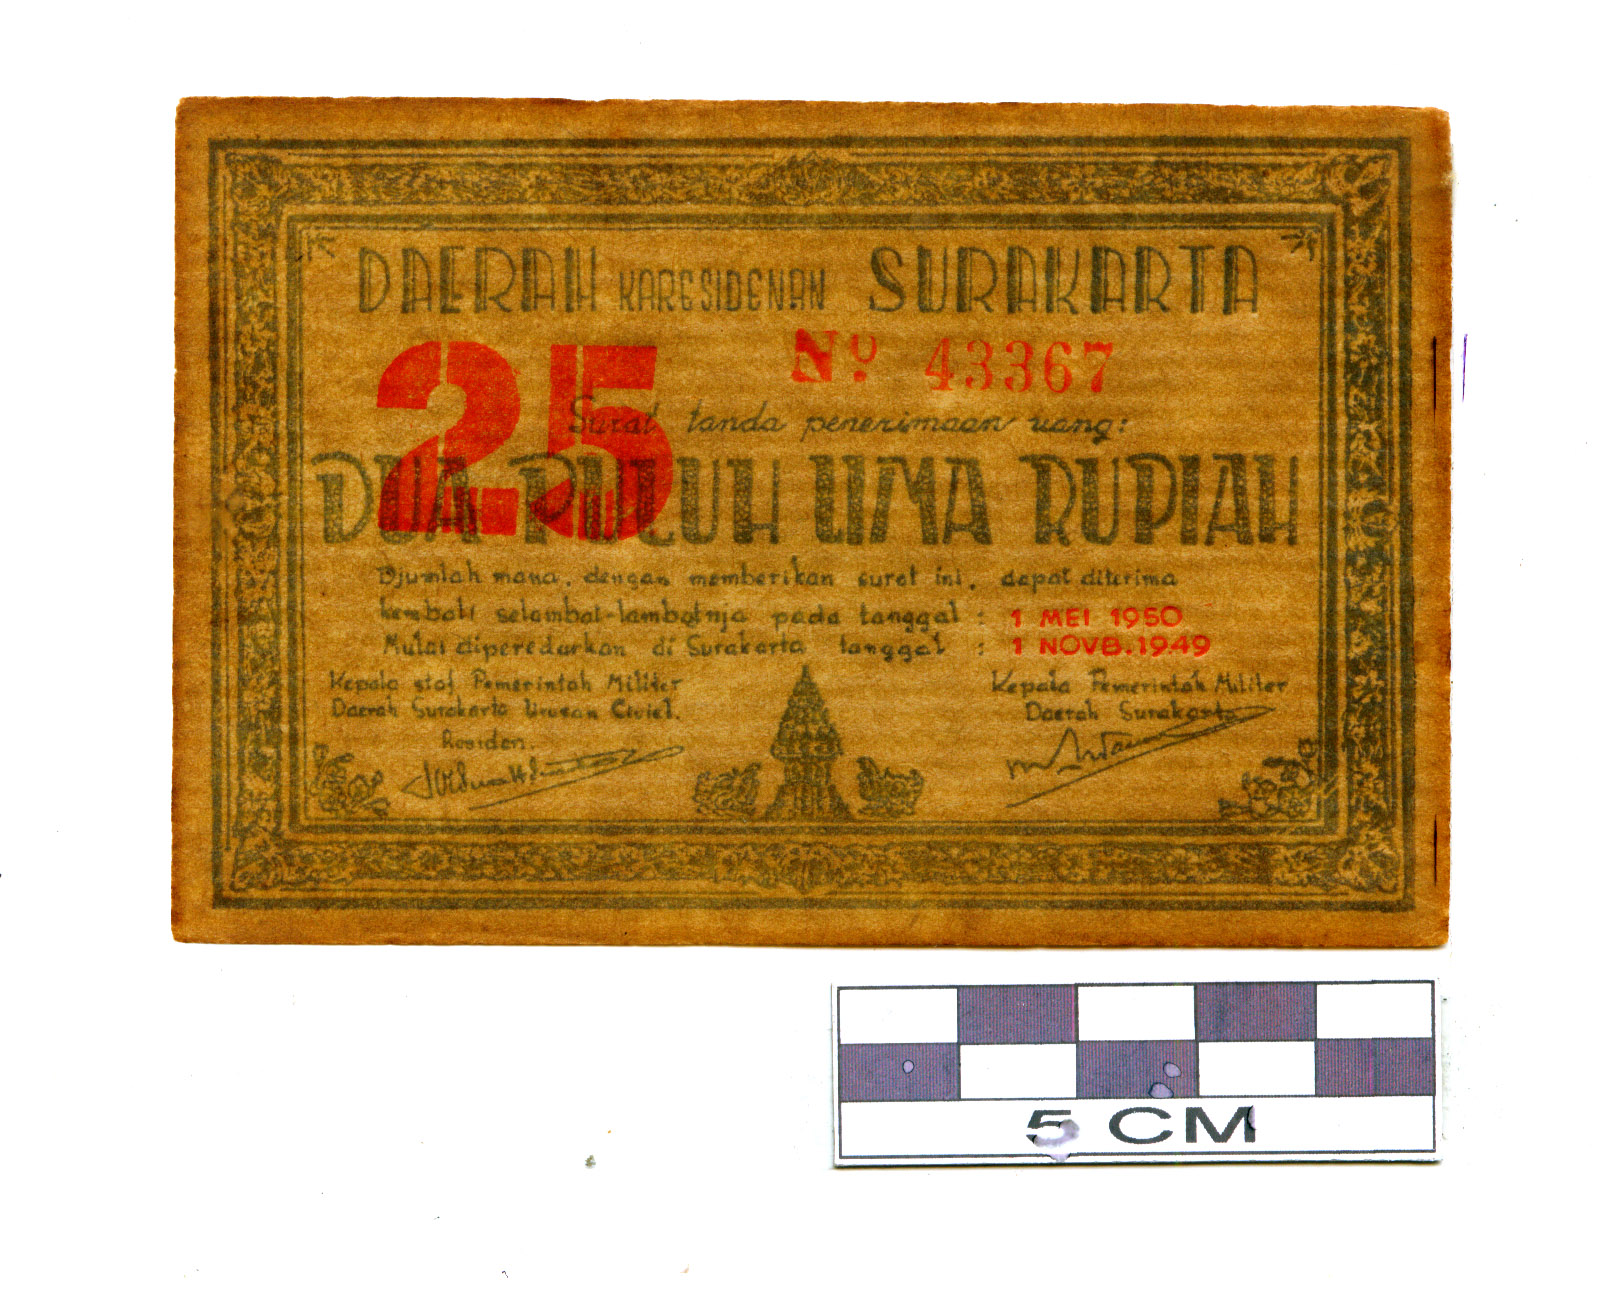 DAERAH KARESIDENAN SURAKARTA
25 No 43367
Surat tanda penerimaan uang:
DUA PULUH LIMA RUPIAH
Djumlah mana, dengan memberikan surat ini, dapat diterima
kembali selambat-lambatnja pada tanggal : 1 MEI 1950
Mulai diperedarkan di Surakarta tanggal : 1 NOVB. 1949
Kepala staf Pemerintah Militer
Daerah Surakarta Urusan Civiel.
Residen.
Kepala Pemerintah Militer
Daerah Surakarta
5 CM